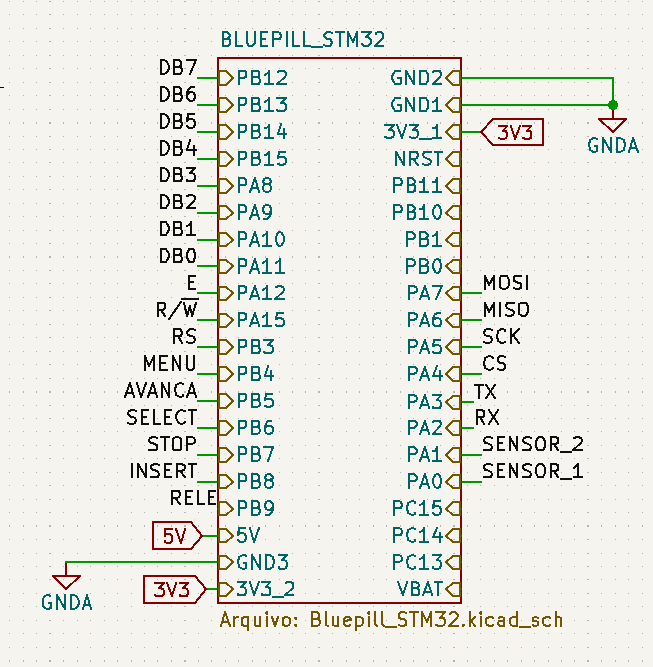 BLUEPILL_STM32
DB7 PB12 GND2
DB6 PB13 GND1
DB5 PB14 3V3_1 3V3
GNDA
DB4 PB15 NRST
DB3 PA8 PB11
DB2 PA9 PB10
DB1 PA10 PB1
DB0 PA11 PB0
E PA12 PA7 MOSI
R/W̅ PA15 PA6 MISO
RS PB3 PA5 SCK
MENU PB4 PA4 CS
AVANCA PB5 PA3 TX
SELECT PB6 PA2 RX
STOP PB7 PA1 SENSOR_2
INSERT PB8 PA0 SENSOR_1
RELE PB9 PC15
5V 5V PC14
GND3 PC13
3V3 3V3_2 VBAT
GNDA
Arquivo: Bluepill_STM32.kicad_sch